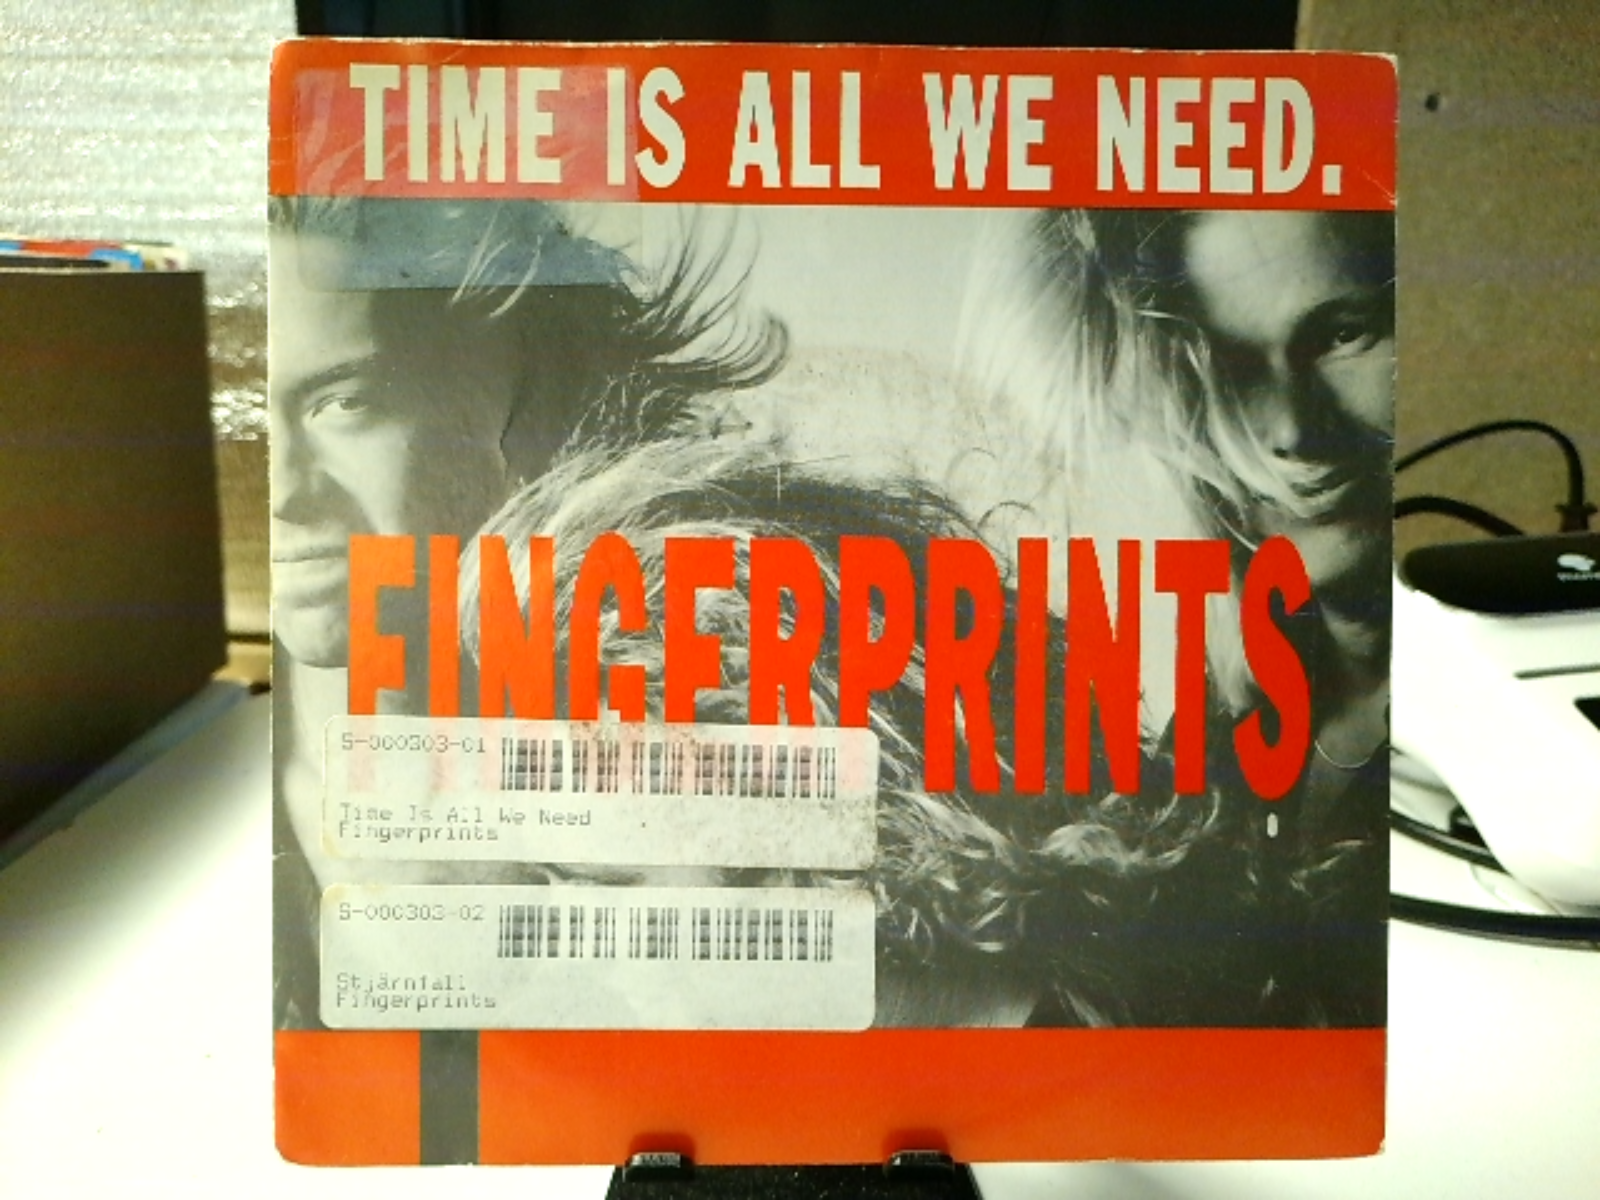 TIME IS ALL WE NEED.
FINGERPRINTS
S-000303-01
Time Is All We Need
Fingerprints
S-000303-02
Stjärnfall
Fingerprints